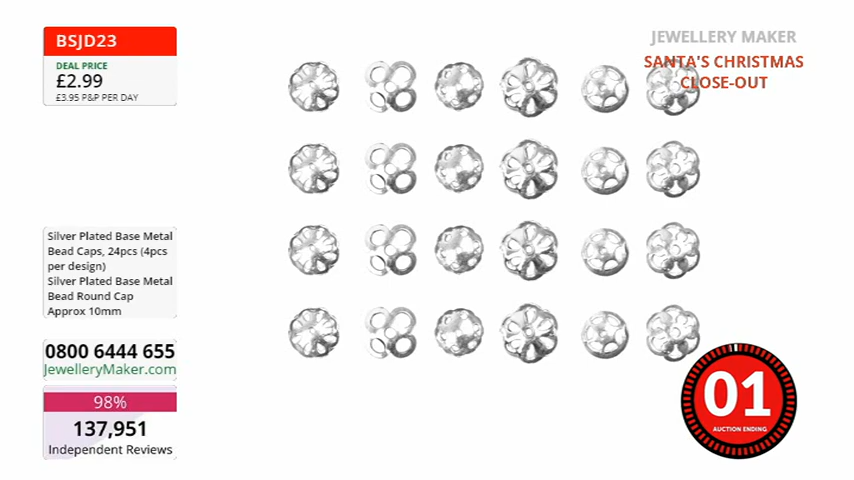 BSJD23
DEAL PRICE
£2.99
£3.95 P&P PER DAY
JEWELLERY MAKER
SANTA'S CHRISTMAS
CLOSE-OUT
Silver Plated Base Metal
Bead Caps, 24pcs (4pcs
per design)
Silver Plated Base Metal
Bead Round Cap
Approx 10mm
0800 6444 655
JewelleryMaker.com
98%
137,951
Independent Reviews
01
AUCTION ENDING